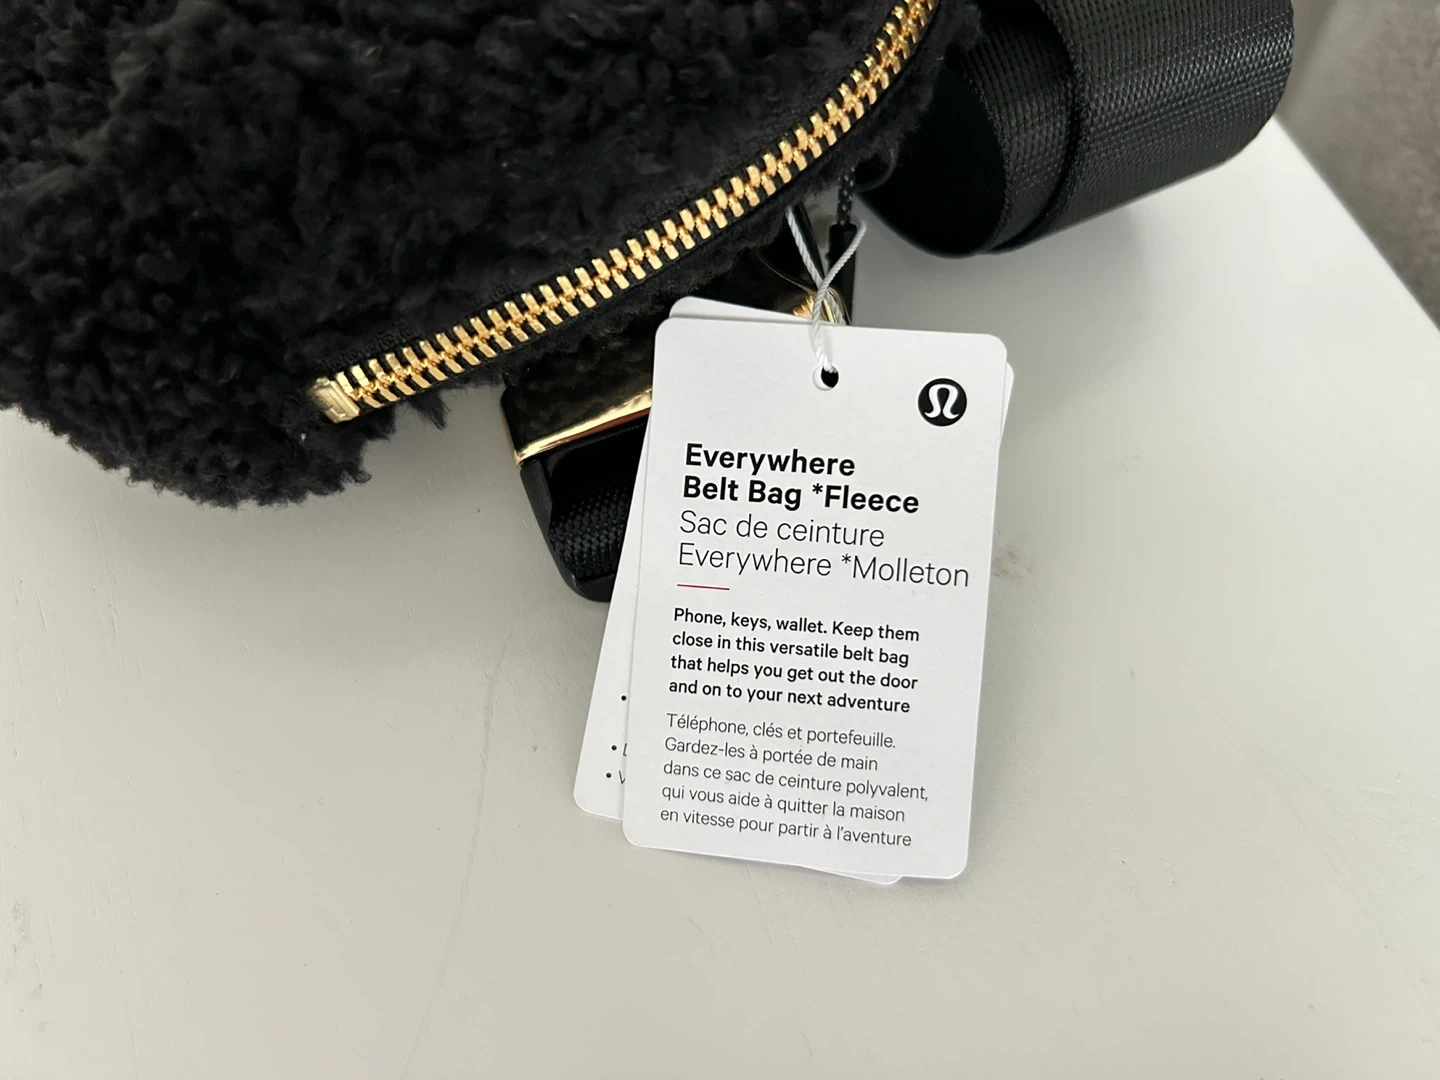 Everywhere
Belt Bag *Fleece
Sac de ceinture
Everywhere *Molleton
Phone, keys, wallet. Keep them
close in this versatile belt bag
that helps you get out the door
and on to your next adventure
Téléphone, clés et portefeuille.
Gardez-les à portée de main
dans ce sac de ceinture polyvalent,
qui vous aide à quitter la maison
en vitesse pour partir à l'aventure